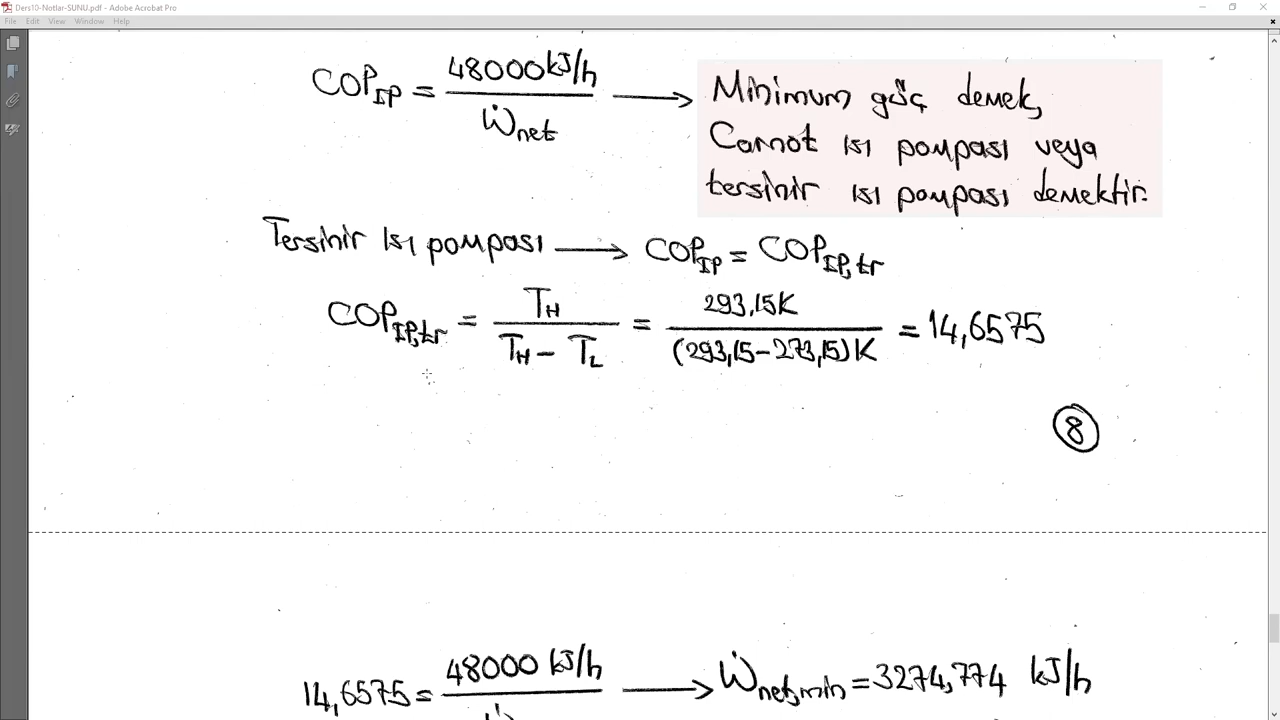 Ders10-Notlar-SUNU.pdf - Adobe Acrobat Pro
File Edit View Window Help
COP_IP = 48000 kJ/h / Ẇnet → Minimum güç demek,
Carnot ısı pompası veya
tersinir ısı pompası demektir.
Tersinir ısı pompası → COP_IP = COP_IP,tr
COP_IP,tr = T_H / T_H - T_L = 293,15K / (293,15-273,15)K = 14,6575
8
14,6575 = 48000 kJ/h → Ẇnet,min = 3274,774 kJ/h